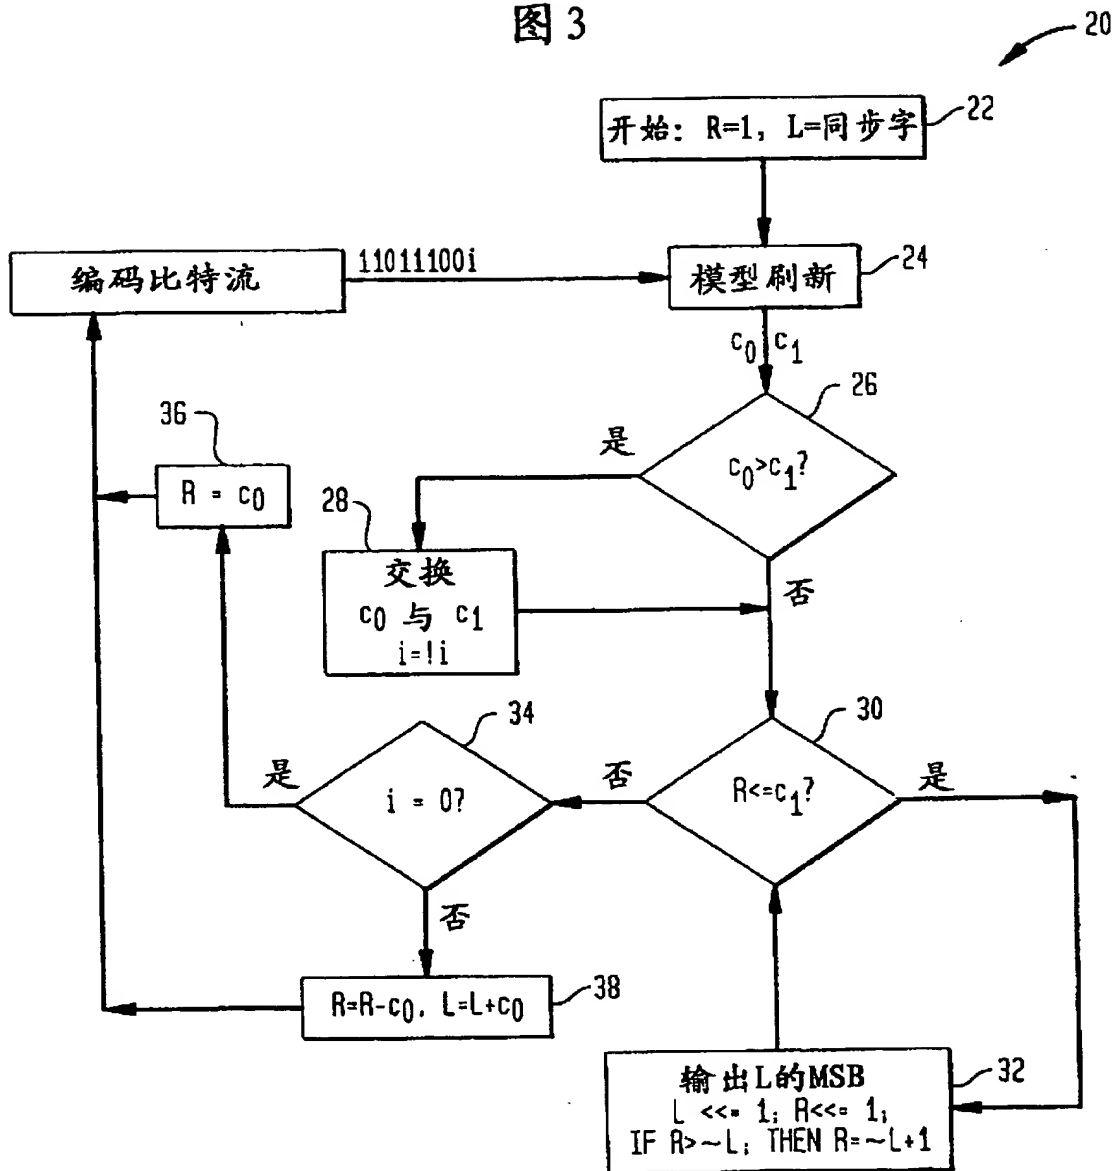 图 3
20
开始: R=1, L=同步字
22
编码比特流
11011100i
模型刷新
24
c₀ c₁
26
是
c₀>c₁?
36
R = c₀
28
交换
c₀ 与 c₁
i=!i
否
34
30
是
i = 0?
否
R<=c₁?
是
否
R=R-c₀, L=L+c₀
38
输出L的MSB
L <<= 1; R<<= 1;
IF R>~L; THEN R=~L+1
32